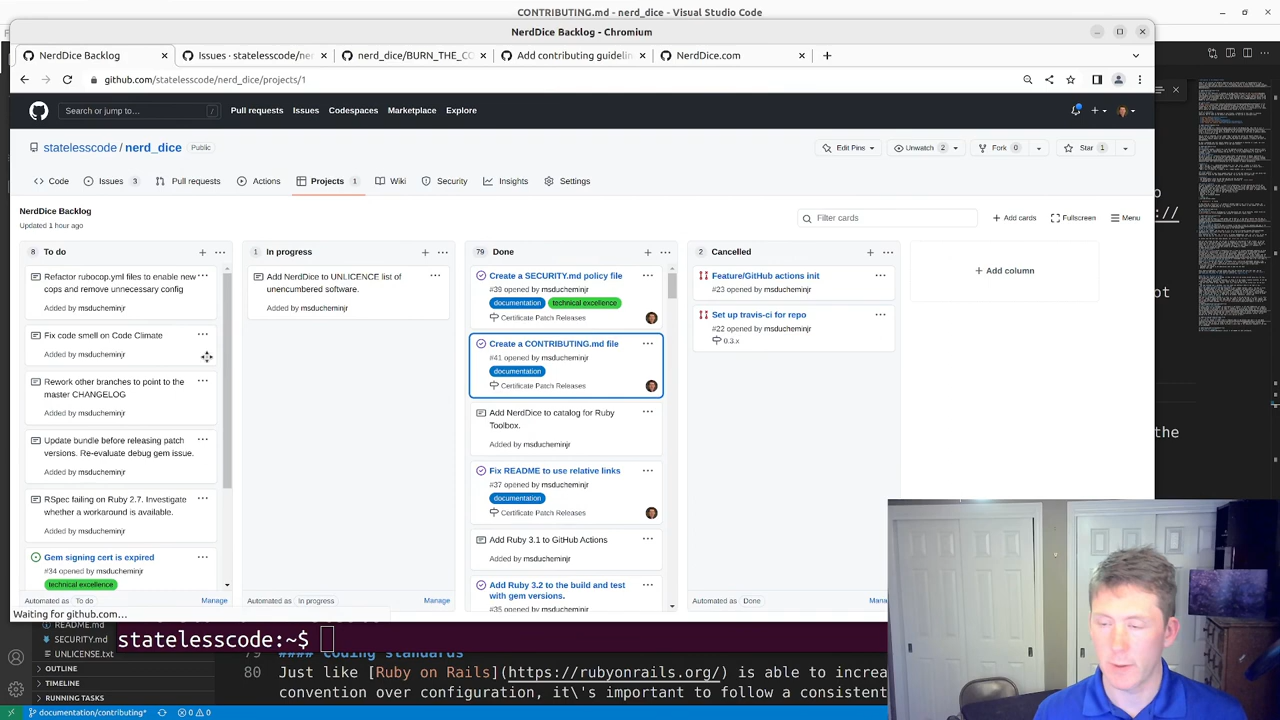 CONTRIBUTING.md - nerd_dice - Visual Studio Code
NerdDice Backlog - Chromium
NerdDice Backlog
Issues · statelesscode/ner
nerd_dice/BURN_THE_CO
Add contributing guidelin
NerdDice.com
github.com/statelesscode/nerd_dice/projects/1
Search or jump to...
/
Pull requests
Issues
Codespaces
Marketplace
Explore
statelesscode / nerd_dice
Public
Edit Pins
Unwatch 2
Fork 0
Star 1
Code
Issues 3
Pull requests
Actions
Projects 1
Wiki
Security
Insights
Settings
NerdDice Backlog
Updated 1 hour ago
Filter cards
Add cards
Fullscreen
Menu
8 To do
Refactor rubocop.yml files to enable new
cops and remove unnecessary config
Added by msducheminjr
Fix code smell on Code Climate
Added by msducheminjr
Rework other branches to point to the
master CHANGELOG
Added by msducheminjr
Update bundle before releasing patch
versions. Re-evaluate debug gem issue.
Added by msducheminjr
RSpec failing on Ruby 2.7. Investigate
whether a workaround is available.
Added by msducheminjr
Gem signing cert is expired
#34 opened by msducheminjr
technical excellence
Automated as To do
Manage
1 In progress
Add NerdDice to UNLICENCE list of
unencumbered software.
Added by msducheminjr
Automated as In progress
Manage
79 Done
Create a SECURITY.md policy file
#39 opened by msducheminjr
documentation technical excellence
Certificate Patch Releases
Create a CONTRIBUTING.md file
#41 opened by msducheminjr
documentation
Certificate Patch Releases
Add NerdDice to catalog for Ruby
Toolbox.
Added by msducheminjr
Fix README to use relative links
#37 opened by msducheminjr
documentation
Certificate Patch Releases
Add Ruby 3.1 to GitHub Actions
Added by msducheminjr
Add Ruby 3.2 to the build and test
with gem versions.
#35 opened by msducheminjr
2 Cancelled
Feature/GitHub actions init
#23 opened by msducheminjr
Set up travis-ci for repo
#22 opened by msducheminjr
0.3.x
Automated as Done
Mana
Add column
Waiting for github.com...
://
ot
the
README.md
SECURITY.md
UNLICENSE.txt
OUTLINE
TIMELINE
RUNNING TASKS
statelesscode:~$
79 #### Coding standards
80 Just like [Ruby on Rails](https://rubyonrails.org/) is able to increa
convention over configuration, it\'s important to follow a consistent
documentation/contributing*
0 0